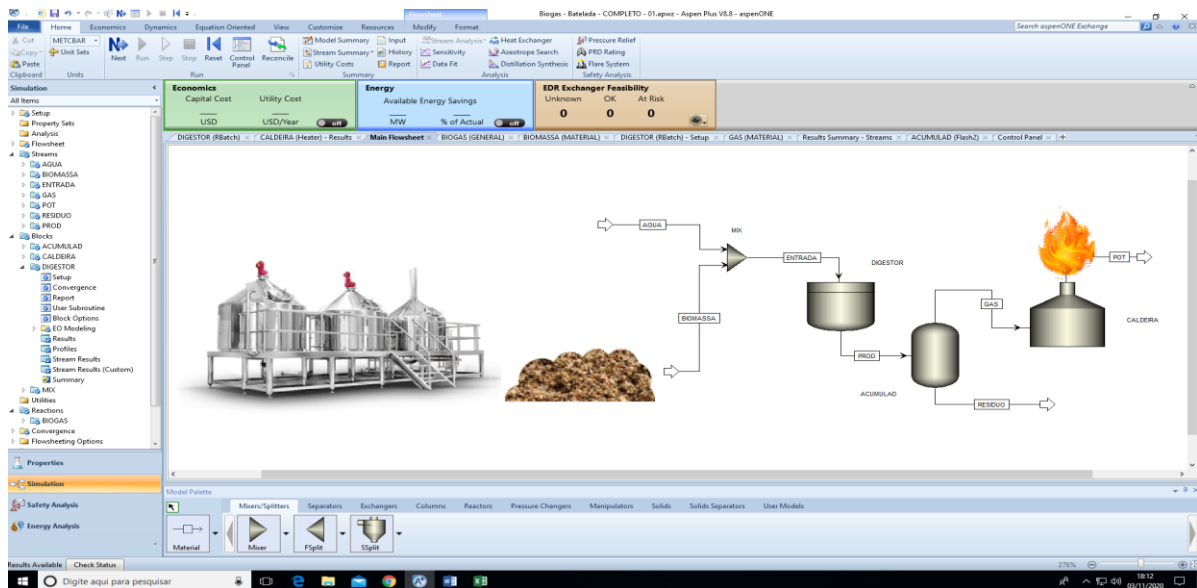 Flowsheet
Biogas - Batelada - COMPLETO - 01.apwz - Aspen Plus V8.8 - aspenONE
File Home Economics Dynamics Equation Oriented View Customize Resources Modify Format
Search aspenONE Exchange
Cut METCBAR Model Summary Input Stream Analysis Heat Exchanger Pressure Relief
Copy Unit Sets Next Run Step Stop Reset Control Panel Reconcile Stream Summary History Sensitivity Azeotrope Search PRD Rating
Paste Utility Costs Report Data Fit Distillation Synthesis Flare System
Clipboard Units Run Summary Analysis Safety Analysis
Simulation
All Items
Setup
Property Sets
Analysis
Flowsheet
Streams
AGUA
BIOMASSA
ENTRADA
GAS
POT
RESIDUO
PROD
Blocks
ACUMULAD
CALDEIRA
DIGESTOR
Setup
Convergence
Report
User Subroutine
Block Options
EO Modeling
Results
Profiles
Stream Results
Stream Results (Custom)
Summary
MIX
Utilities
Reactions
BIOGAS
Convergence
Flowsheeting Options
Properties
Simulation
Safety Analysis
Energy Analysis
Economics
Capital Cost Utility Cost
USD USD/Year off
Energy
Available Energy Savings
MW % of Actual off
EDR Exchanger Feasibility
Unknown OK At Risk
0 0 0
DIGESTOR (RBatch) CALDEIRA (Heater) - Results Main Flowsheet BIOGAS (GENERAL) BIOMASSA (MATERIAL) DIGESTOR (RBatch) - Setup GAS (MATERIAL) Results Summary - Streams ACUMULAD (Flash2) Control Panel +
AGUA
MIX
ENTRADA
DIGESTOR
POT
GAS
BIOMASSA
CALDEIRA
PROD
ACUMULAD
RESIDUO
Model Palette
Mixers/Splitters Separators Exchangers Columns Reactors Pressure Changers Manipulators Solids Solids Separators User Models
Material Mixer FSplit SSplit
Results Available Check Status
276%
Digite aqui para pesquisar
18:12
03/11/2020